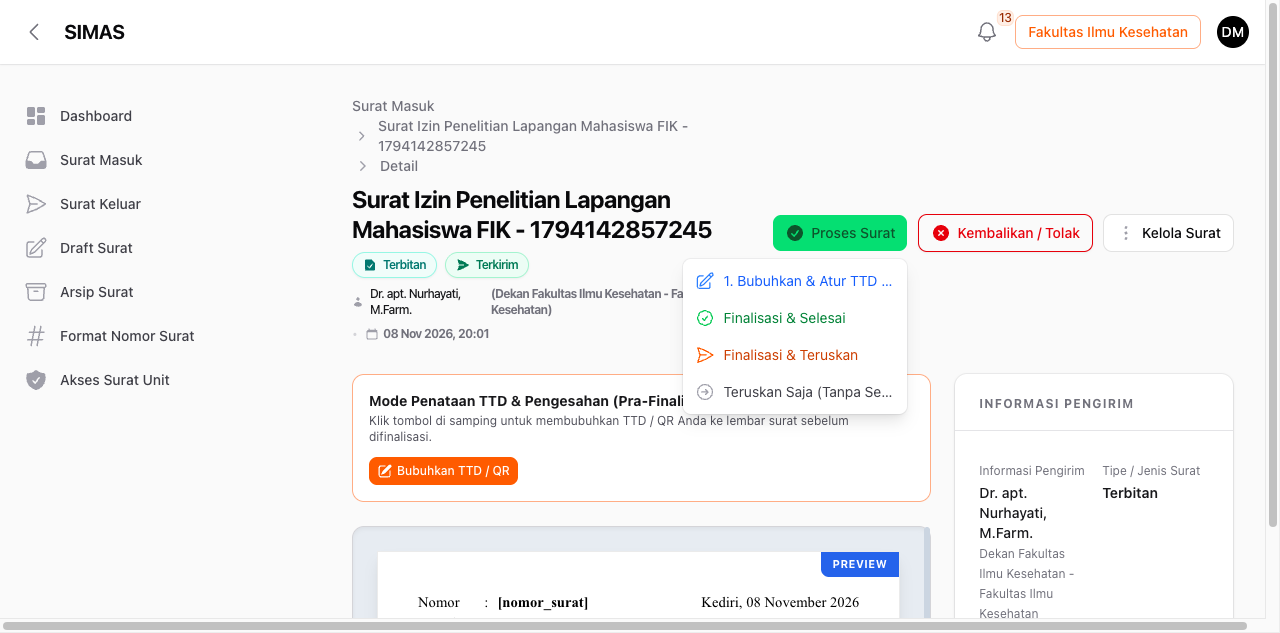 SIMAS
13
Fakultas Ilmu Kesehatan
DM
Dashboard
Surat Masuk
Surat Keluar
Draft Surat
Arsip Surat
Format Nomor Surat
Akses Surat Unit
Surat Masuk
Surat Izin Penelitian Lapangan Mahasiswa FIK -
1794142857245
Detail
Surat Izin Penelitian Lapangan
Mahasiswa FIK - 1794142857245
Proses Surat
Kembalikan / Tolak
Kelola Surat
Terbitan
Terkirim
Dr. apt. Nurhayati,
M.Farm.
(Dekan Fakultas Ilmu Kesehatan - Fa
Kesehatan)
08 Nov 2026, 20:01
1. Bubuhkan & Atur TTD ...
Finalisasi & Selesai
Finalisasi & Teruskan
Teruskan Saja (Tanpa Se...
Mode Penataan TTD & Pengesahan (Pra-Finali
Klik tombol di samping untuk membubuhkan TTD / QR Anda ke lembar surat sebelum
difinalisasi.
Bubuhkan TTD / QR
PREVIEW
Nomor : [nomor_surat]
Kediri, 08 November 2026
INFORMASI PENGIRIM
Informasi Pengirim
Dr. apt.
Nurhayati,
M.Farm.
Dekan Fakultas
Ilmu Kesehatan -
Fakultas Ilmu
Kesehatan
Tipe / Jenis Surat
Terbitan